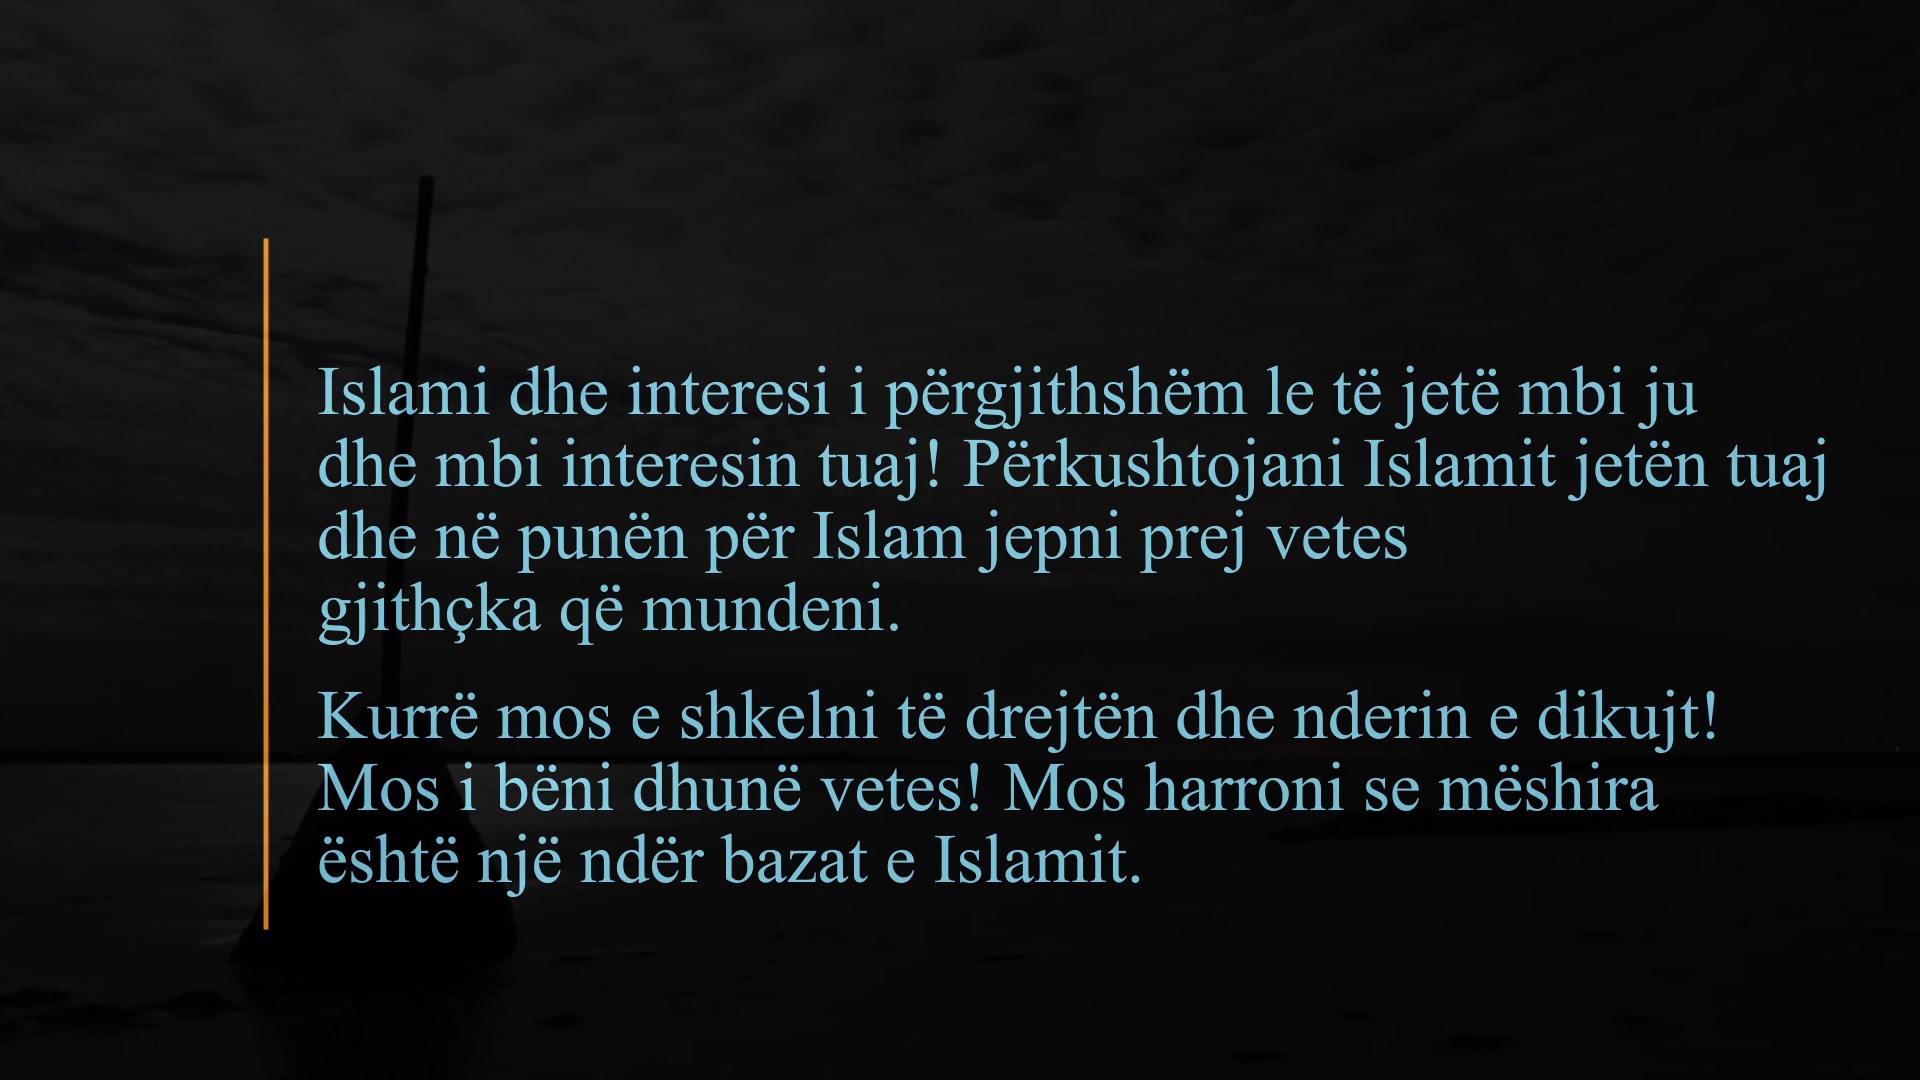 Islami dhe interesi i përgjithshëm le të jetë mbi ju
dhe mbi interesin tuaj! Përkushtojani Islamit jetën tuaj
dhe në punën për Islam jepni prej vetes
gjithçka që mundeni.
Kurrë mos e shkelni të drejtën dhe nderin e dikujt!
Mos i bëni dhunë vetes! Mos harroni se mëshira
është një ndër bazat e Islamit.